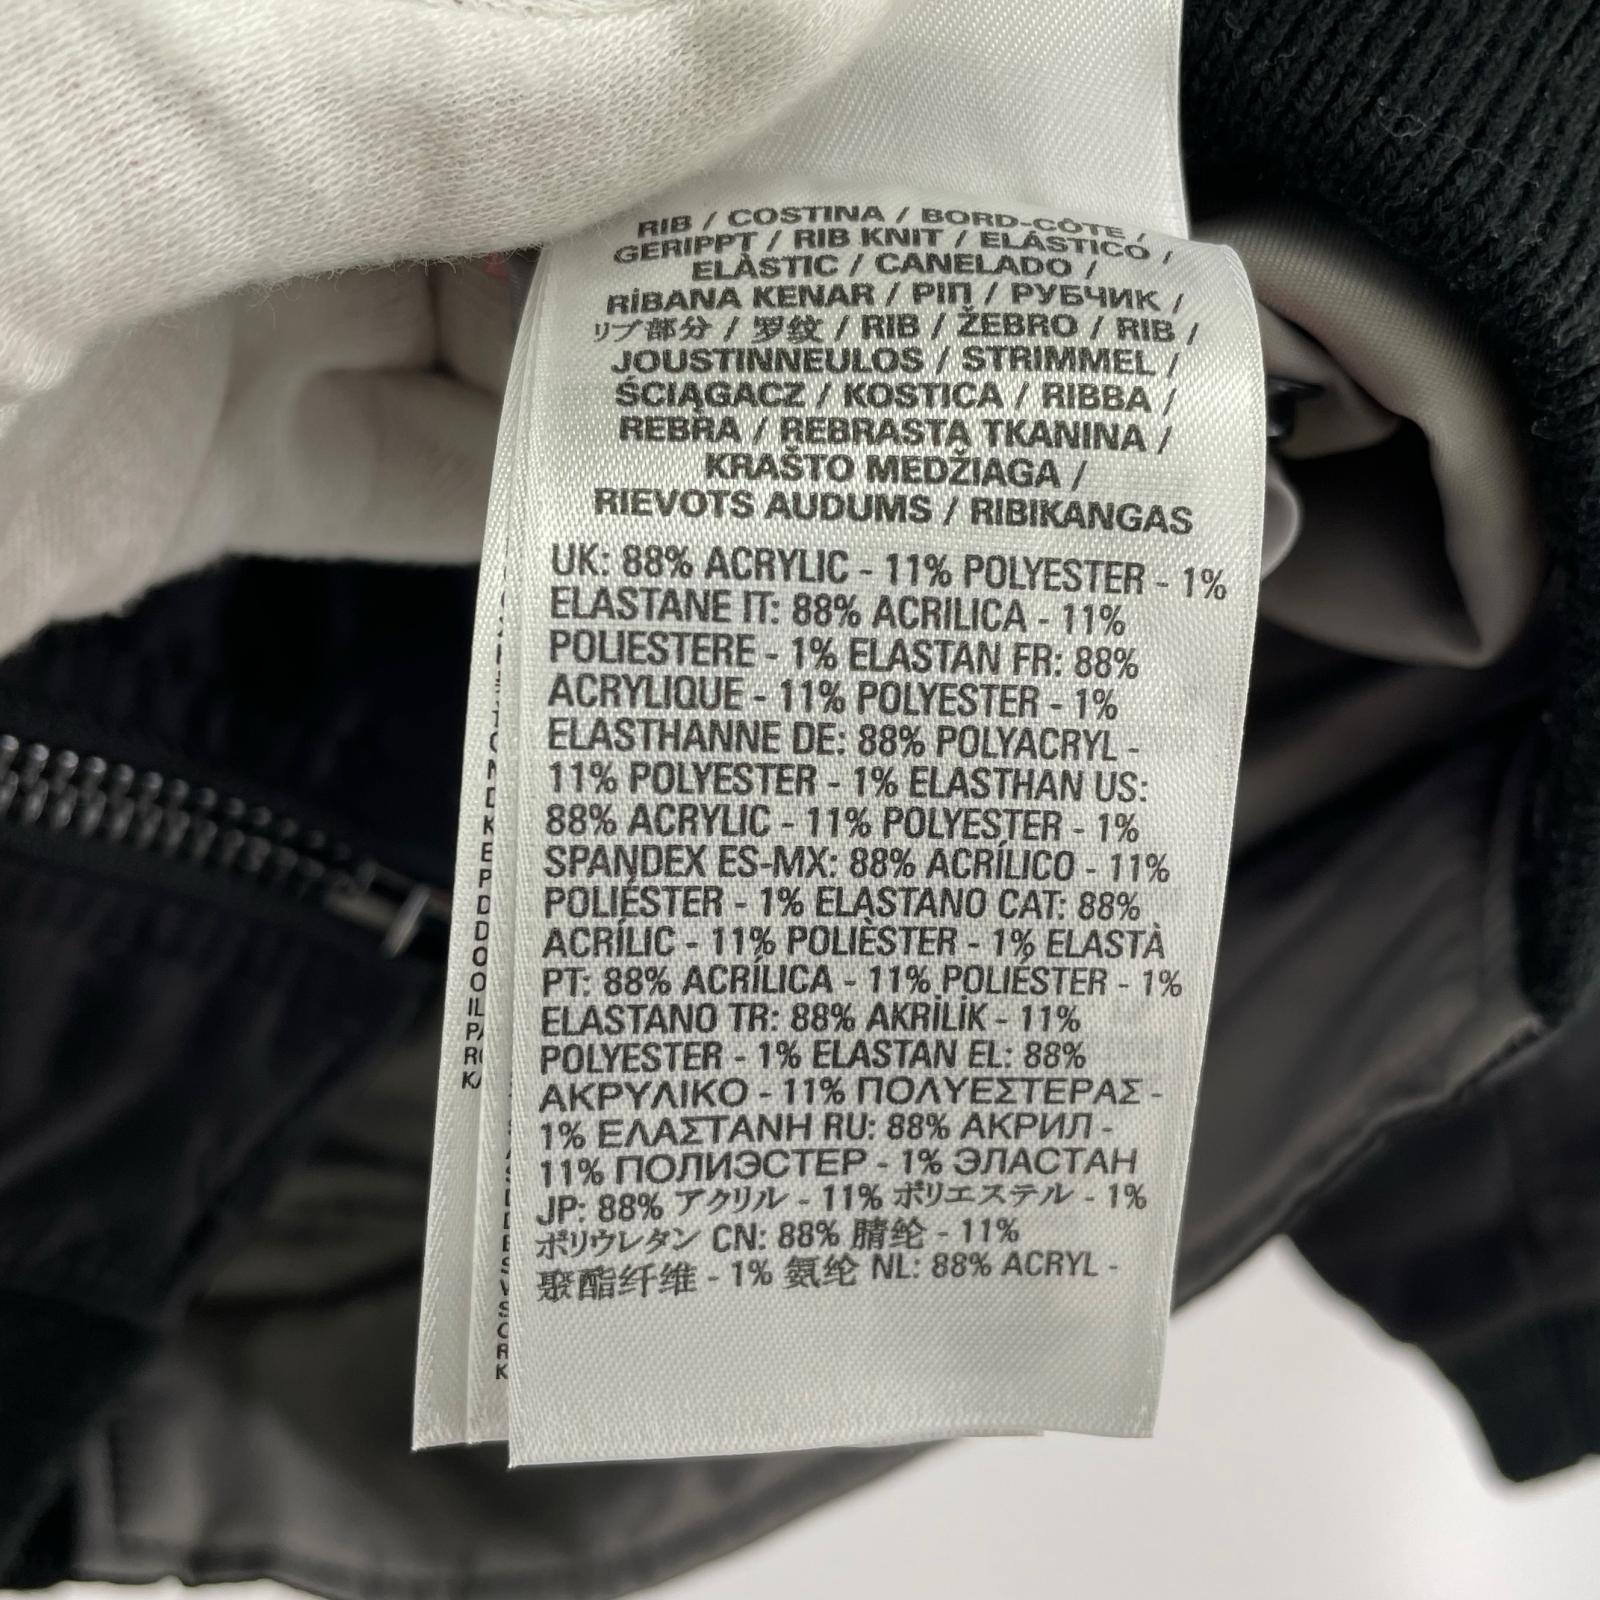 RIB / COSTINA / BORD-CÔTE /
GERIPPT / RIB KNIT / ELÁSTICO /
ELÀSTIC / CANELADO /
RİBANA KENAR / ΡΙΠ / РУБЧИК /
リブ部分 / 罗纹 / RIB / ŽEBRO / RIB /
JOUSTINNEULOS / STRIMMEL /
ŚCIĄGACZ / KOSTICA / RIBBA /
REBRA / REBRASTA TKANINA /
KRAŠTO MEDŽIAGA /
RIEVOTS AUDUMS / RIBIKANGAS
UK: 88% ACRYLIC - 11% POLYESTER - 1%
ELASTANE IT: 88% ACRILICA - 11%
POLIESTERE - 1% ELASTAN FR: 88%
ACRYLIQUE - 11% POLYESTER - 1%
ELASTHANNE DE: 88% POLYACRYL -
11% POLYESTER - 1% ELASTHAN US:
88% ACRYLIC - 11% POLYESTER - 1%
SPANDEX ES-MX: 88% ACRÍLICO - 11%
POLIÉSTER - 1% ELASTANO CAT: 88%
ACRÍLIC - 11% POLIÈSTER - 1% ELASTÀ
PT: 88% ACRÍLICA - 11% POLIÉSTER - 1%
ELASTANO TR: 88% AKRİLİK - 11%
POLYESTER - 1% ELASTAN EL: 88%
ΑΚΡΥΛΙΚΟ - 11% ΠΟΛΥΕΣΤΕΡΑΣ -
1% ΕΛΑΣΤΑΝΗ RU: 88% АКРИЛ -
11% ПОЛИЭСТЕР - 1% ЭЛАСТАН
JP: 88% アクリル - 11% ポリエステル - 1%
ポリウレタン CN: 88% 腈纶 - 11%
聚酯纤维 - 1% 氨纶 NL: 88% ACRYL -